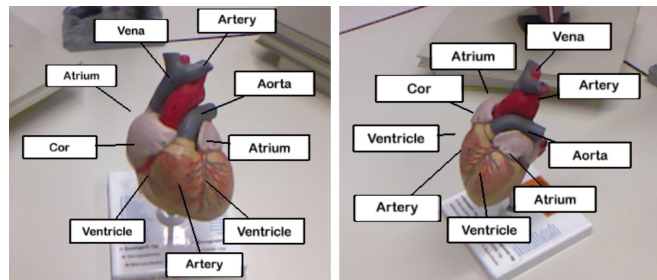 Vena
Artery
Atrium
Aorta
Cor
Atrium
Ventricle
Ventricle
Artery
Vena
Atrium
Artery
Cor
Ventricle
Aorta
Atrium
Artery
Ventricle